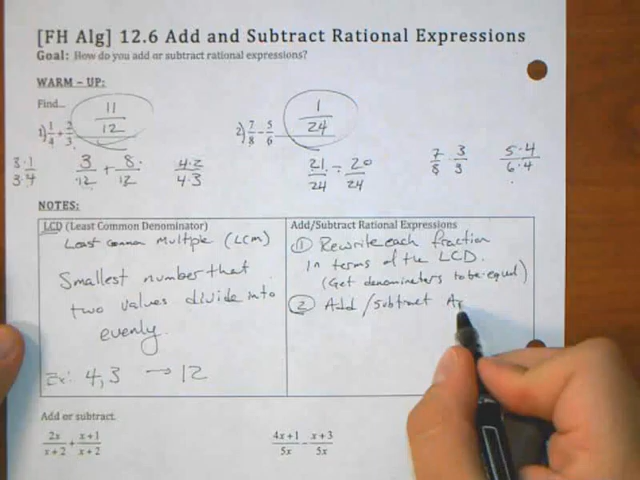 [FH Alg] 12.6 Add and Subtract Rational Expressions
Goal: How do you add or subtract rational expressions?
WARM – UP:
Find...
1) 1/4 + 2/3 11/12
2) 7/8 − 5/6 1/24
3·1/3·4 3/12 + 8/12 4·2/4·3
21/24 − 20/24 7/8 · 3/3 5·4/6·4
NOTES:
LCD (Least Common Denominator)
Least Common Multiple (LCM)
Smallest number that
two values divide into
evenly.
Ex: 4,3 → 12
Add/Subtract Rational Expressions
① Rewrite each fraction
in terms of the LCD.
(Get denominators to be equal)
② Add/subtract
Add or subtract.
2x/x+2 + x+1/x+2
4x+1/5x − x+3/5x